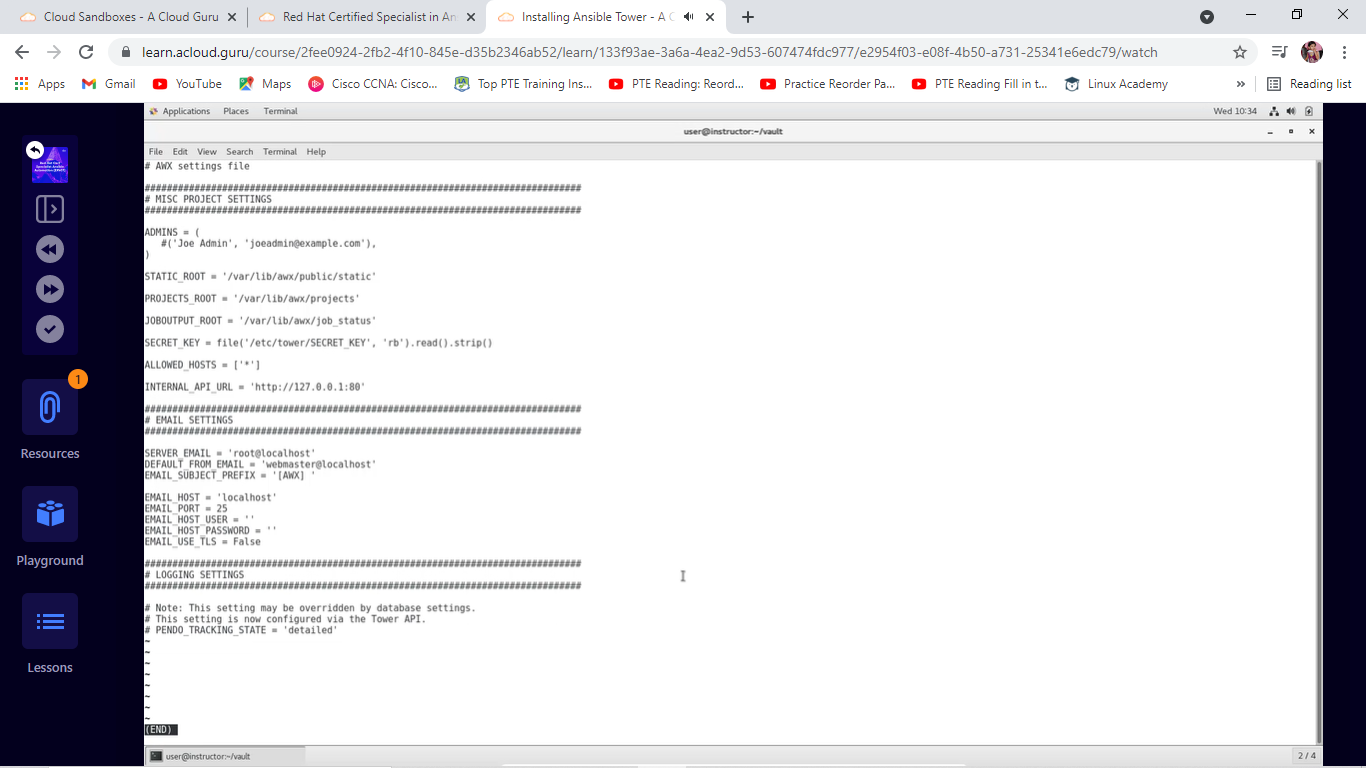 Cloud Sandboxes - A Cloud Guru
Red Hat Certified Specialist in An
Installing Ansible Tower - A C
learn.acloud.guru/course/2fee0924-2fb2-4f10-845e-d35b2346ab52/learn/133f93ae-3a6a-4ea2-9d53-607474fdc977/e2954f03-e08f-4b50-a731-25341e6edc79/watch
Apps
Gmail
YouTube
Maps
Cisco CCNA: Cisco...
Top PTE Training Ins...
PTE Reading: Reord...
Practice Reorder Pa...
PTE Reading Fill in t...
Linux Academy
»
Reading list
Applications Places Terminal
Wed 10:34
user@instructor:~/vault
File Edit View Search Terminal Help
# AWX settings file
###############################################################################
# MISC PROJECT SETTINGS
###############################################################################
ADMINS = (
#('Joe Admin', 'joeadmin@example.com'),
)
STATIC_ROOT = '/var/lib/awx/public/static'
PROJECTS_ROOT = '/var/lib/awx/projects'
JOBOUTPUT_ROOT = '/var/lib/awx/job_status'
SECRET_KEY = file('/etc/tower/SECRET_KEY', 'rb').read().strip()
ALLOWED_HOSTS = ['*']
INTERNAL_API_URL = 'http://127.0.0.1:80'
###############################################################################
# EMAIL SETTINGS
###############################################################################
SERVER_EMAIL = 'root@localhost'
DEFAULT_FROM_EMAIL = 'webmaster@localhost'
EMAIL_SUBJECT_PREFIX = '[AWX] '
EMAIL_HOST = 'localhost'
EMAIL_PORT = 25
EMAIL_HOST_USER = ''
EMAIL_HOST_PASSWORD = ''
EMAIL_USE_TLS = False
###############################################################################
# LOGGING SETTINGS
###############################################################################
# Note: This setting may be overridden by database settings.
# This setting is now configured via the Tower API.
# PENDO_TRACKING_STATE = 'detailed'
~
~
~
~
~
~
~
~
(END)
user@instructor:~/vault
2 / 4
1
Resources
Playground
Lessons